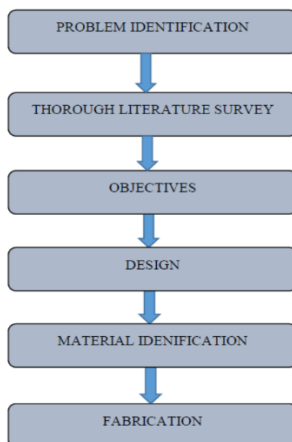 PROBLEM IDENTIFICATION
THOROUGH LITERATURE SURVEY
OBJECTIVES
DESIGN
MATERIAL IDENIFICATION
FABRICATION